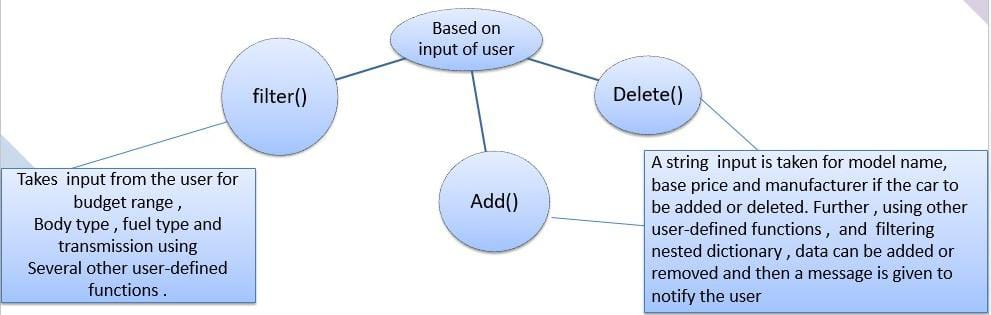 Based on
input of user
filter()
Delete()
Add()
Takes input from the user for
budget range ,
Body type , fuel type and
transmission using
Several other user-defined
functions .
A string input is taken for model name,
base price and manufacturer if the car to
be added or deleted. Further , using other
user-defined functions , and filtering
nested dictionary , data can be added or
removed and then a message is given to
notify the user